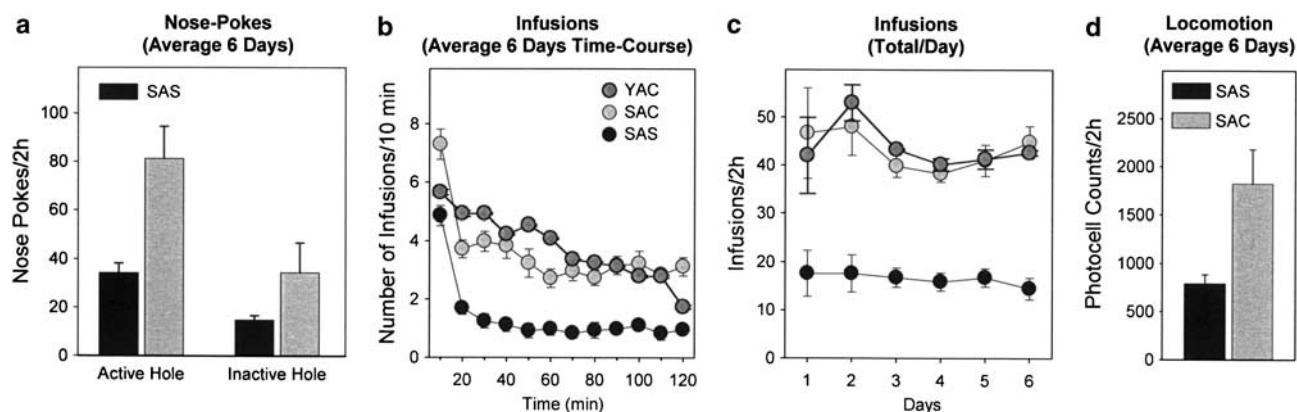 a
Nose-Pokes
(Average 6 Days)
Nose Pokes/2h
100
80
60
40
20
0
SAS
Active Hole
Inactive Hole
b
Infusions
(Average 6 Days Time-Course)
Number of Infusions/10 min
8
6
4
2
0
YAC
SAC
SAS
20 40 60 80 100 120
Time (min)
c
Infusions
(Total/Day)
Infusions/2h
50
40
30
20
10
0
1 2 3 4 5 6
Days
d
Locomotion
(Average 6 Days)
Photocell Counts/2h
2500
2000
1500
1000
500
0
SAS
SAC